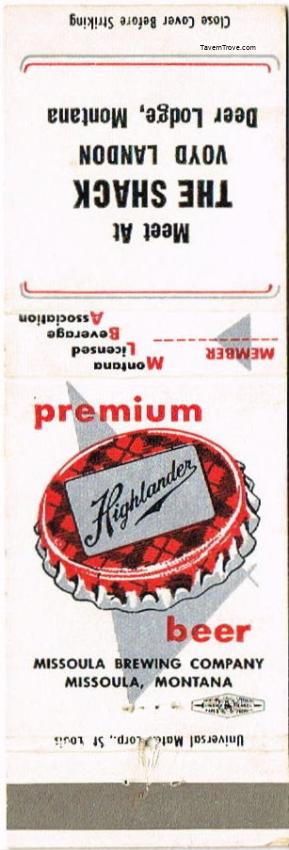 TavernTrove.com
Close Cover Before Striking
Meet At
THE SHACK
VOYD LANDON
Deer Lodge, Montana
MEMBER
Montana
Licensed
Beverage
Association
premium
Highlander
beer
MISSOULA BREWING COMPANY
MISSOULA, MONTANA
Universal Match Corp., St Louis